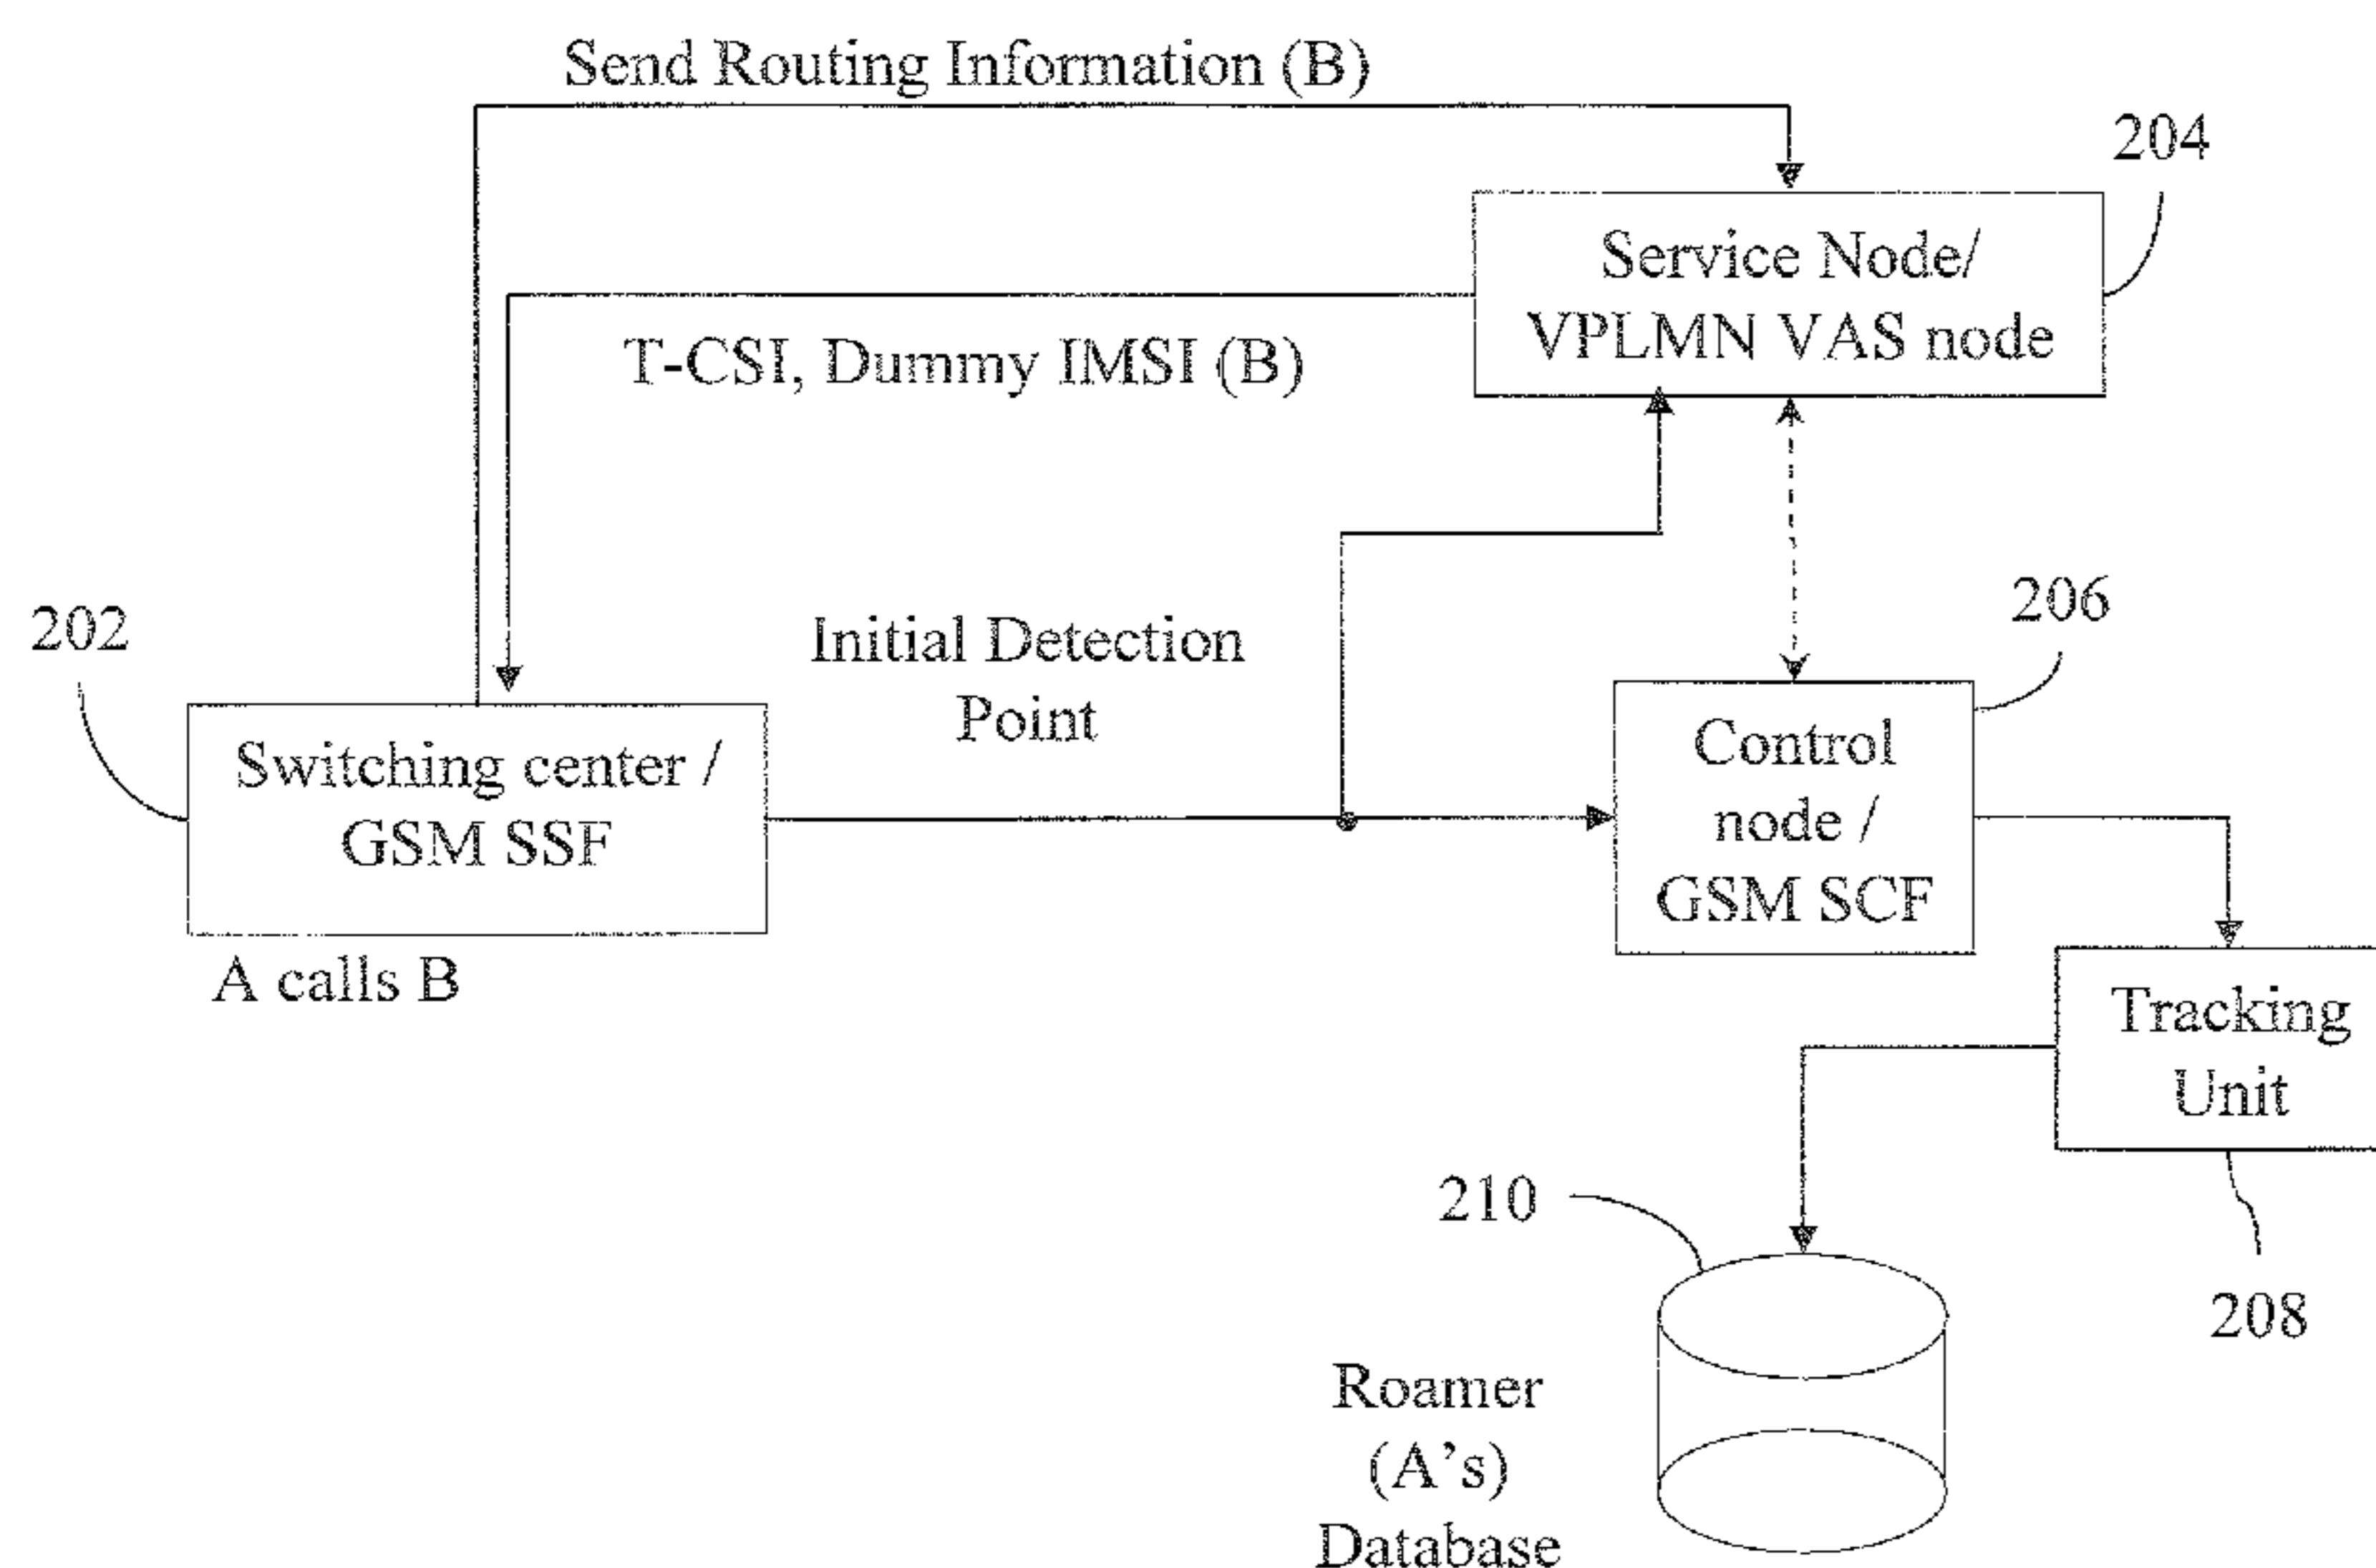 Send Routing Information (B)
204
Service Node/
VPLMN VAS node
T-CSI, Dummy IMSI (B)
202
Initial Detection
Point
206
Switching center /
GSM SSF
Control
node /
GSM SCF
A calls B
Tracking
Unit
210
208
Roamer
(A's)
Database